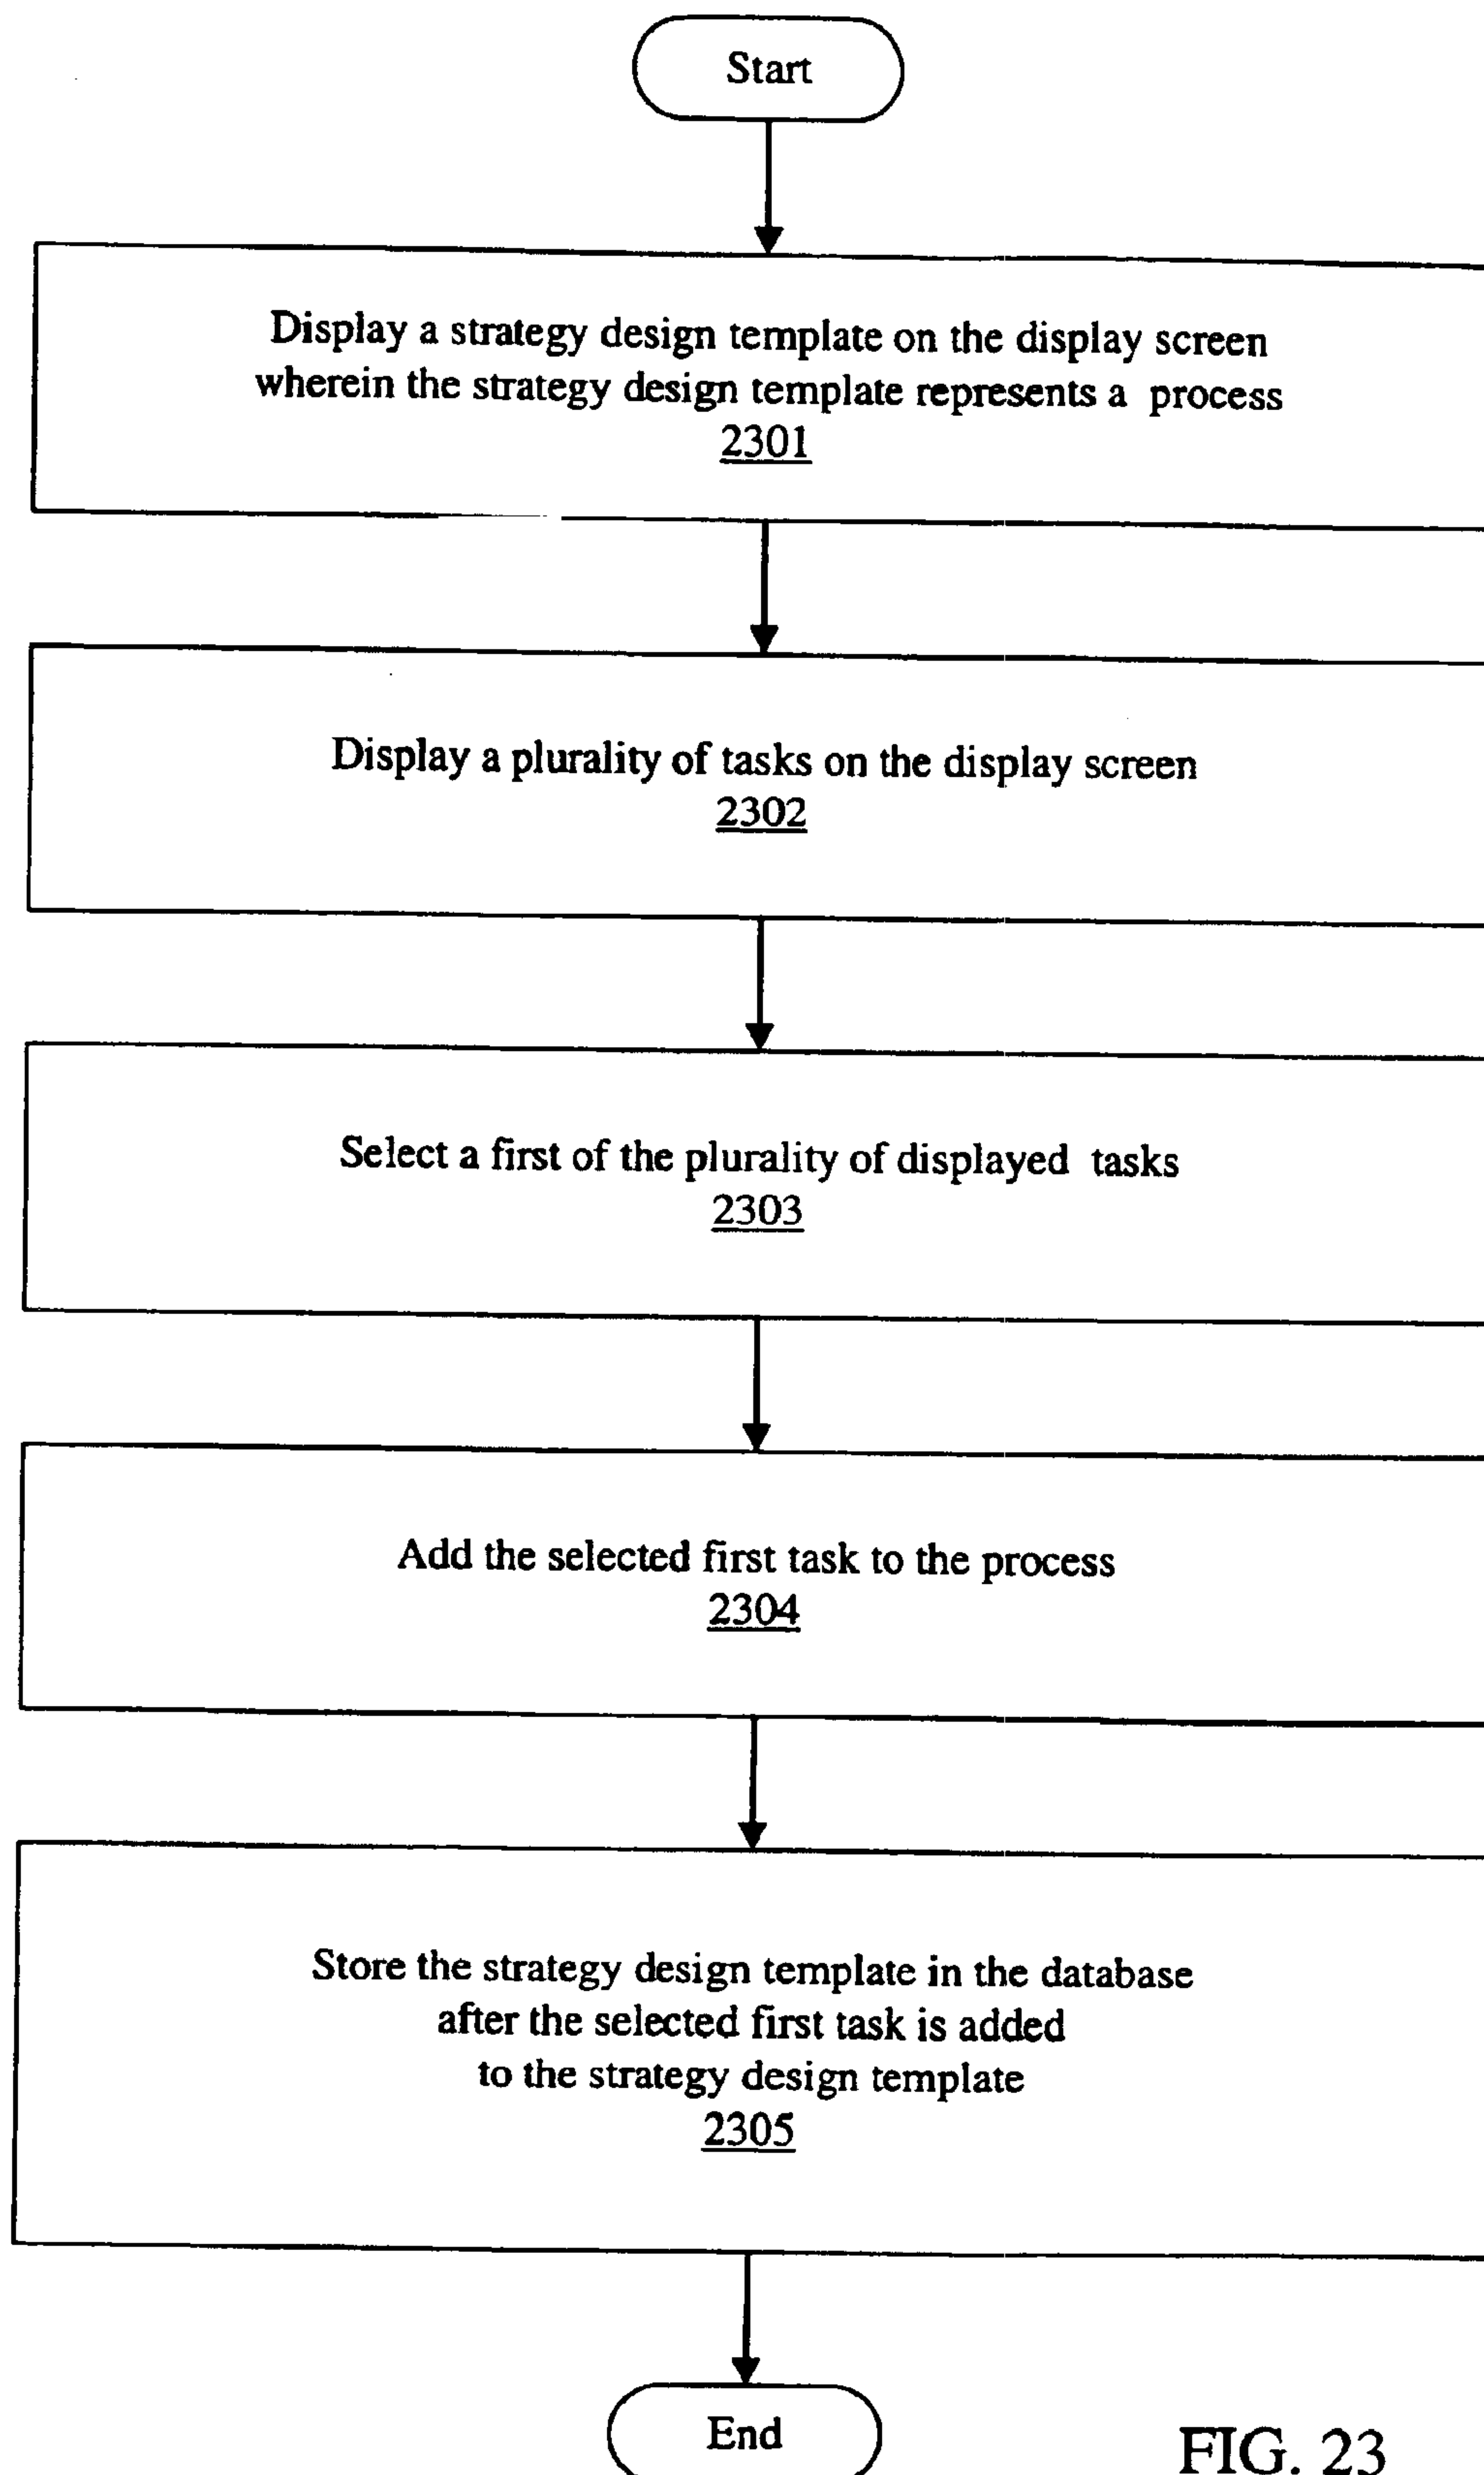 Start
Display a strategy design template on the display screen
wherein the strategy design template represents a process
2301
Display a plurality of tasks on the display screen
2302
Select a first of the plurality of displayed tasks
2303
Add the selected first task to the process
2304
Store the strategy design template in the database
after the selected first task is added
to the strategy design template
2305
End
FIG. 23